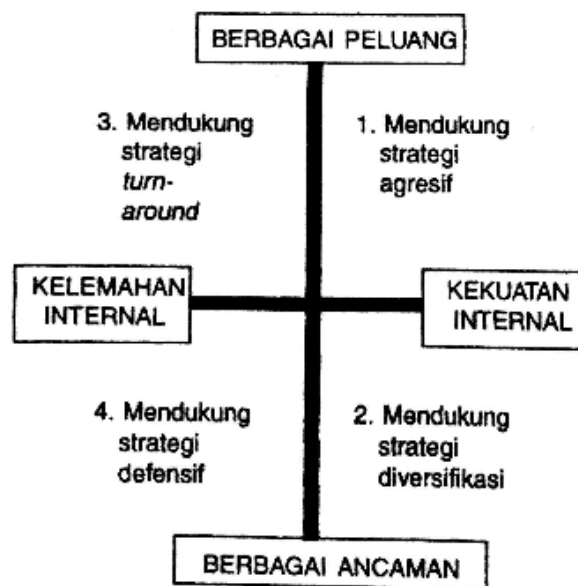 BERBAGAI PELUANG
3. Mendukung
strategi
turn-
around
1. Mendukung
strategi
agresif
KELEMAHAN
INTERNAL
KEKUATAN
INTERNAL
4. Mendukung
strategi
defensif
2. Mendukung
strategi
diversifikasi
BERBAGAI ANCAMAN